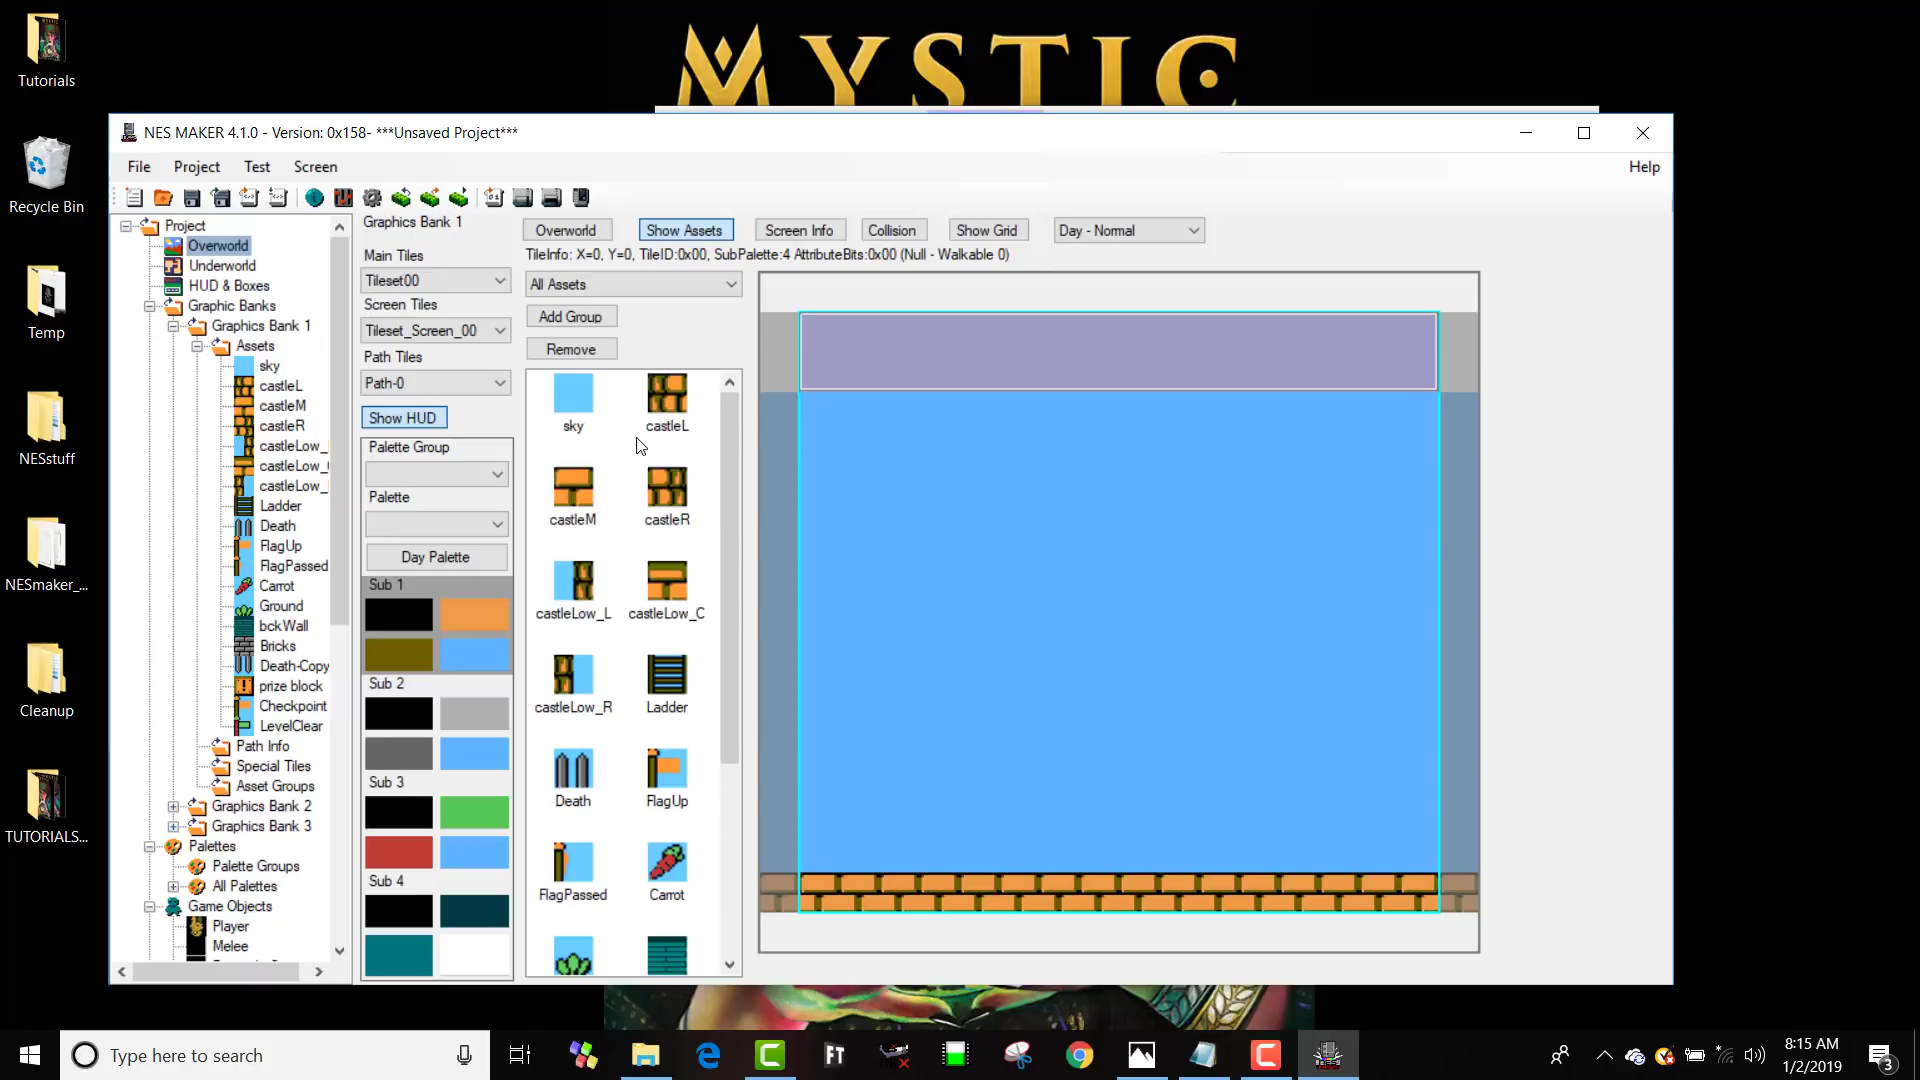 MYSTIC
Tutorials
Recycle Bin
Temp
NESstuff
NESmaker_...
Cleanup
TUTORIALS...
NES MAKER 4.1.0 - Version: 0x158- ***Unsaved Project***
File Project Test Screen Help
Project
Overworld
Underworld
HUD & Boxes
Graphic Banks
Graphics Bank 1
Assets
sky
castleL
castleM
castleR
castleLow_
castleLow_
castleLow_
Ladder
Death
FlagUp
FlagPassed
Carrot
Ground
bckWall
Bricks
Death-Copy
prize block
Checkpoint
LevelClear
Path Info
Special Tiles
Asset Groups
Graphics Bank 2
Graphics Bank 3
Palettes
Palette Groups
All Palettes
Game Objects
Player
Melee
Graphics Bank 1
Main Tiles
Tileset00
Screen Tiles
Tileset_Screen_00
Path Tiles
Path-0
Show HUD
Palette Group
Palette
Day Palette
Sub 1
Sub 2
Sub 3
Sub 4
Overworld Show Assets Screen Info Collision Show Grid Day - Normal
TileInfo: X=0, Y=0, TileID:0x00, SubPalette:4 AttributeBits:0x00 (Null - Walkable 0)
All Assets
Add Group
Remove
sky castleL
castleM castleR
castleLow_L castleLow_C
castleLow_R Ladder
Death FlagUp
FlagPassed Carrot
Type here to search
FT
8:15 AM
1/2/2019
3